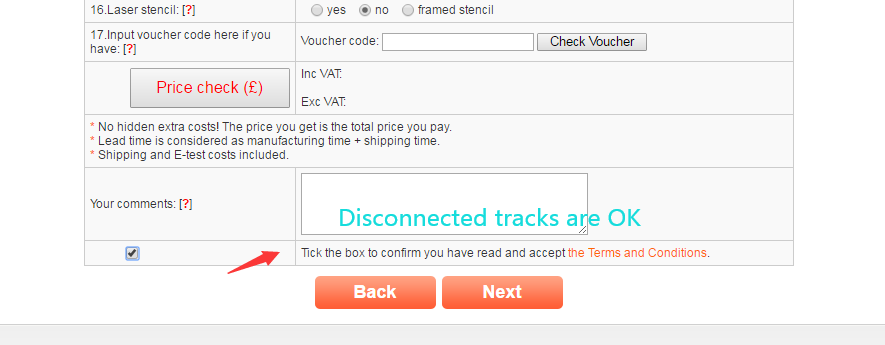 16.Laser stencil: [?] yes no framed stencil
17.Input voucher code here if you
have: [?]
Voucher code: Check Voucher
Price check (£)
Inc VAT:
Exc VAT:
* No hidden extra costs! The price you get is the total price you pay.
* Lead time is considered as manufacturing time + shipping time.
* Shipping and E-test costs included.
Your comments: [?]
Disconnected tracks are OK
Tick the box to confirm you have read and accept the Terms and Conditions.
Back Next